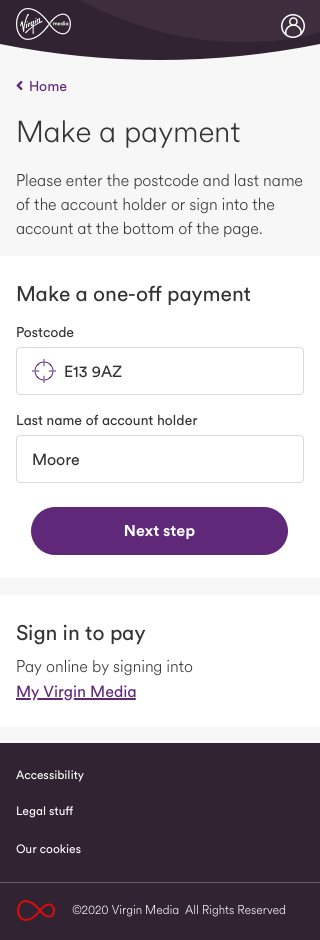 Virgin media
Home
Make a payment
Please enter the postcode and last name
of the account holder or sign into the
account at the bottom of the page.
Make a one-off payment
Postcode
E13 9AZ
Last name of account holder
Moore
Next step
Sign in to pay
Pay online by signing into
My Virgin Media
Accessibility
Legal stuff
Our cookies
©2020 Virgin Media  All Rights Reserved